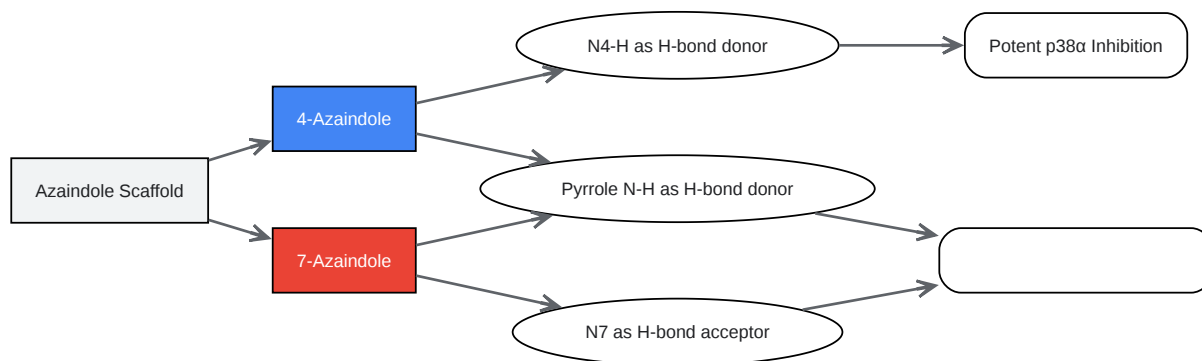 N4-H as H-bond donor
Potent p38α Inhibition
4-Azaindole
Azaindole Scaffold
Pyrrole N-H as H-bond donor
7-Azaindole
N7 as H-bond acceptor